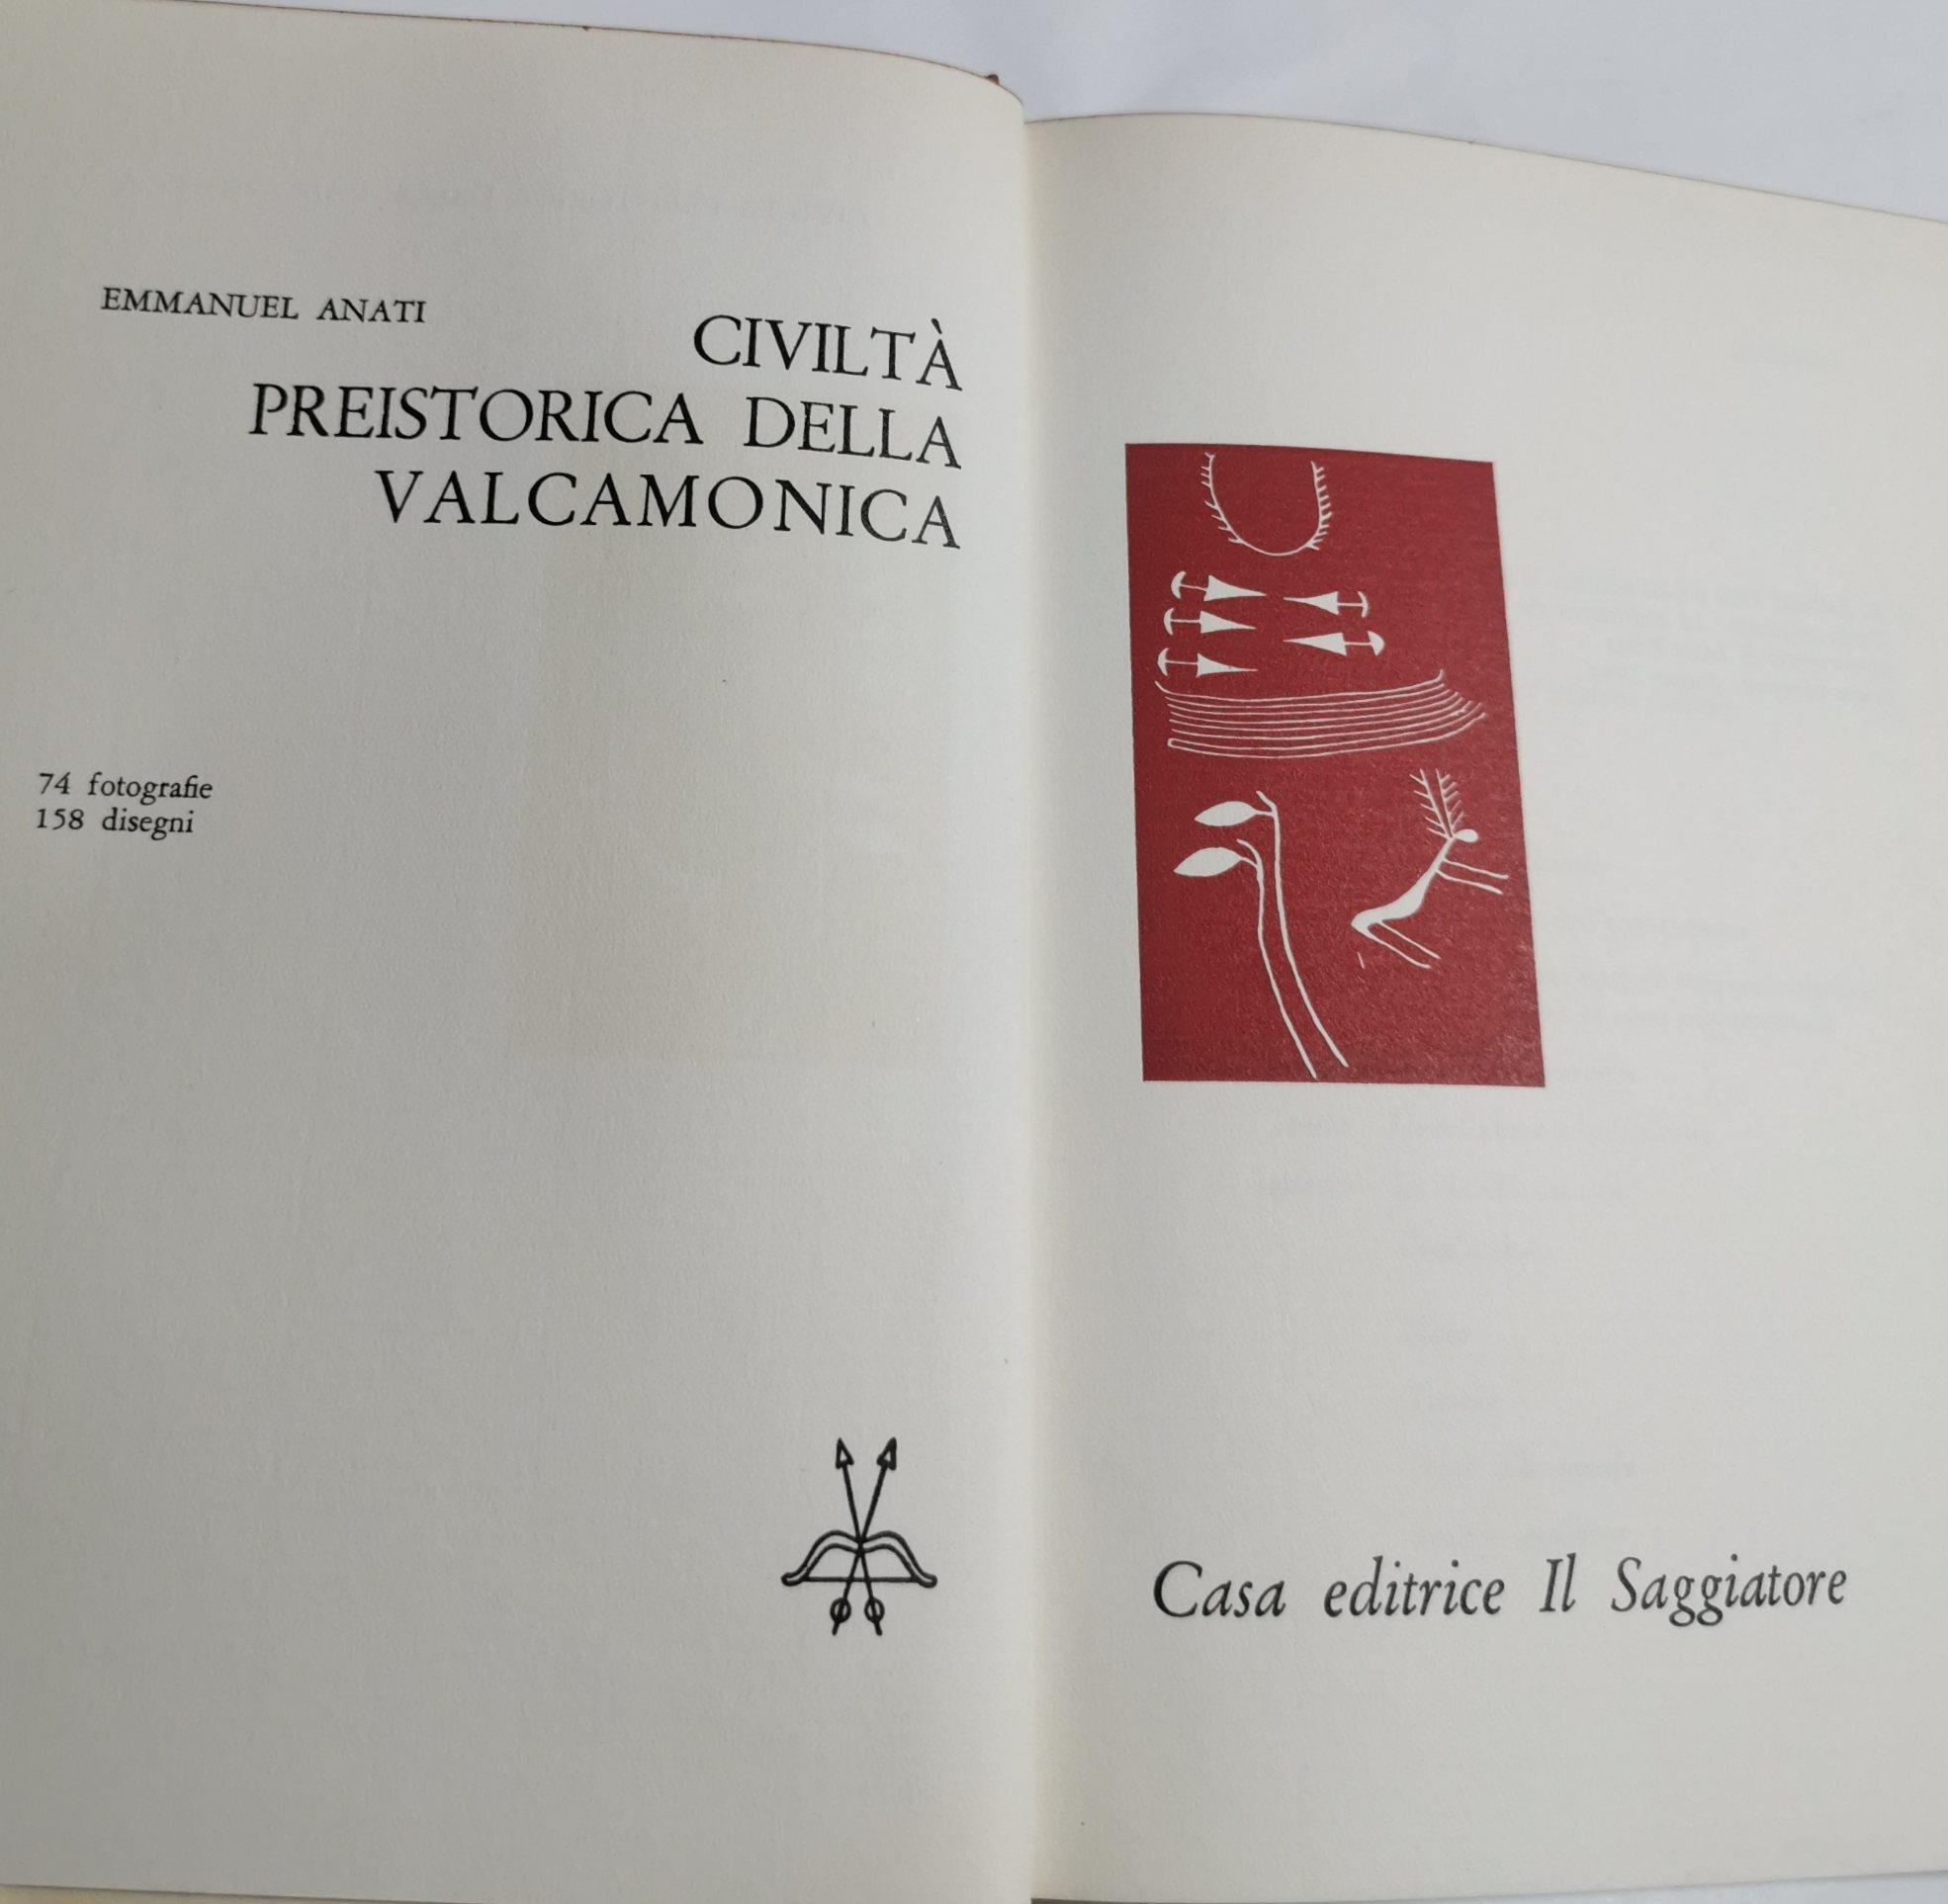 EMMANUEL ANATI
CIVILTÀ
PREISTORICA DELLA
VALCAMONICA
74 fotografie
158 disegni
Casa editrice Il Saggiatore